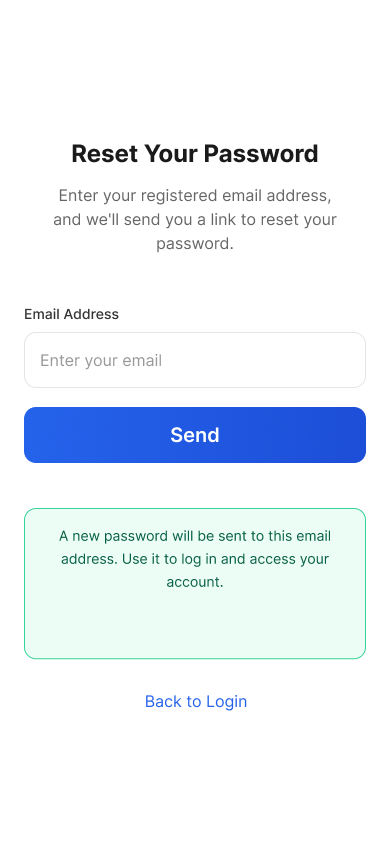 Reset Your Password
Enter your registered email address,
and we'll send you a link to reset your
password.
Email Address
Enter your email
Send
A new password will be sent to this email
address. Use it to log in and access your
account.
Back to Login